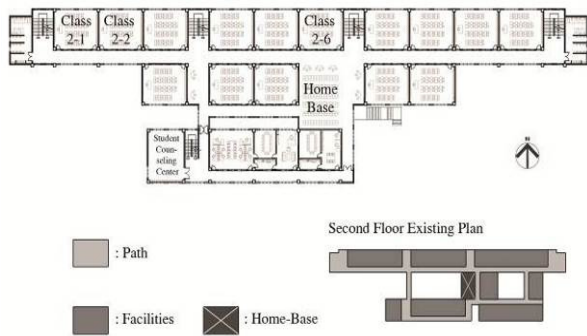 Class
2-1
Class
2-2
Class
2-6
Home
Base
Student
Coun-
seling
Center
N
Second Floor Existing Plan
: Path
: Facilities
: Home-Base